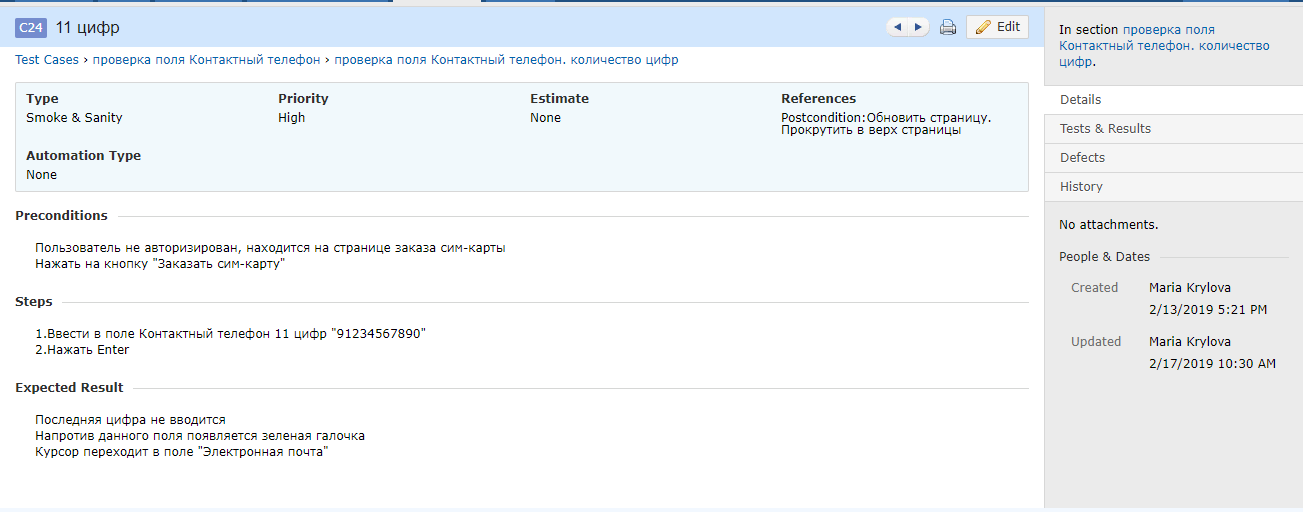 C24 11 цифр
Edit
Test Cases › проверка поля Контактный телефон › проверка поля Контактный телефон. количество цифр
Type
Smoke & Sanity
Priority
High
Estimate
None
References
Postcondition:Обновить страницу.
Прокрутить в верх страницы
Automation Type
None
Preconditions
Пользователь не авторизирован, находится на странице заказа сим-карты
Нажать на кнопку "Заказать сим-карту"
Steps
1.Ввести в поле Контактный телефон 11 цифр "91234567890"
2.Нажать Enter
Expected Result
Последняя цифра не вводится
Напротив данного поля появляется зеленая галочка
Курсор переходит в поле "Электронная почта"
In section проверка поля
Контактный телефон. количество
цифр.
Details
Tests & Results
Defects
History
No attachments.
People & Dates
Created Maria Krylova
2/13/2019 5:21 PM
Updated Maria Krylova
2/17/2019 10:30 AM